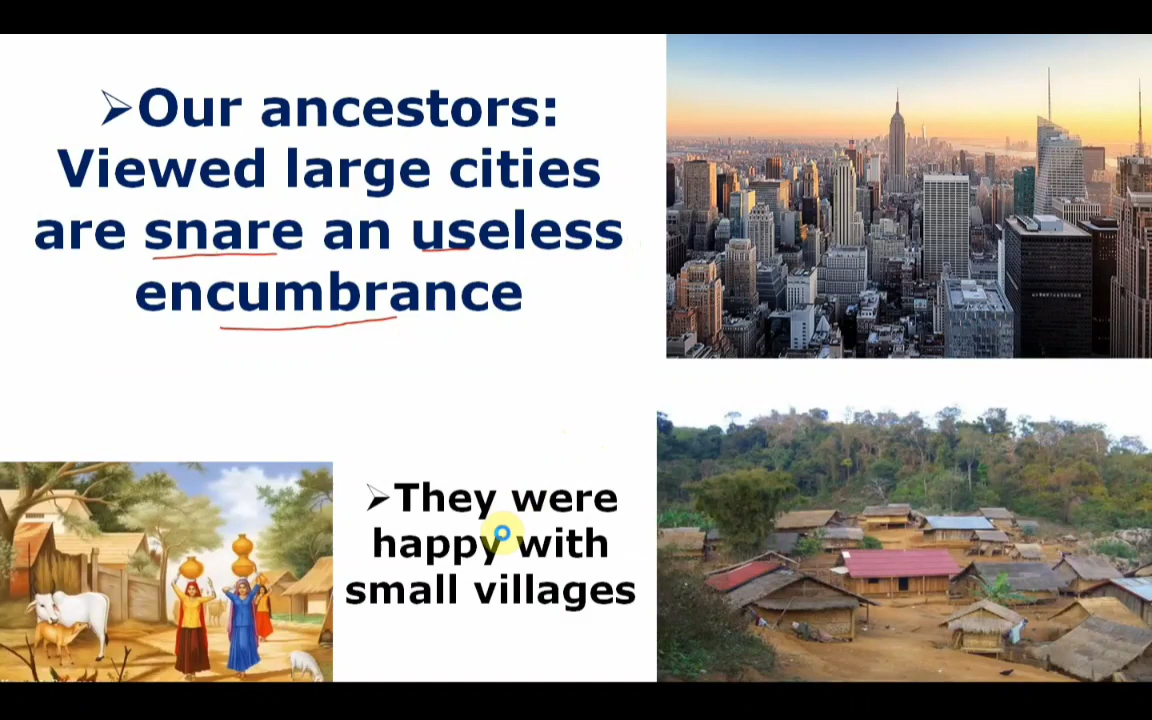 ➢Our ancestors:
Viewed large cities
are snare an useless
encumbrance
➢They were
happy with
small villages